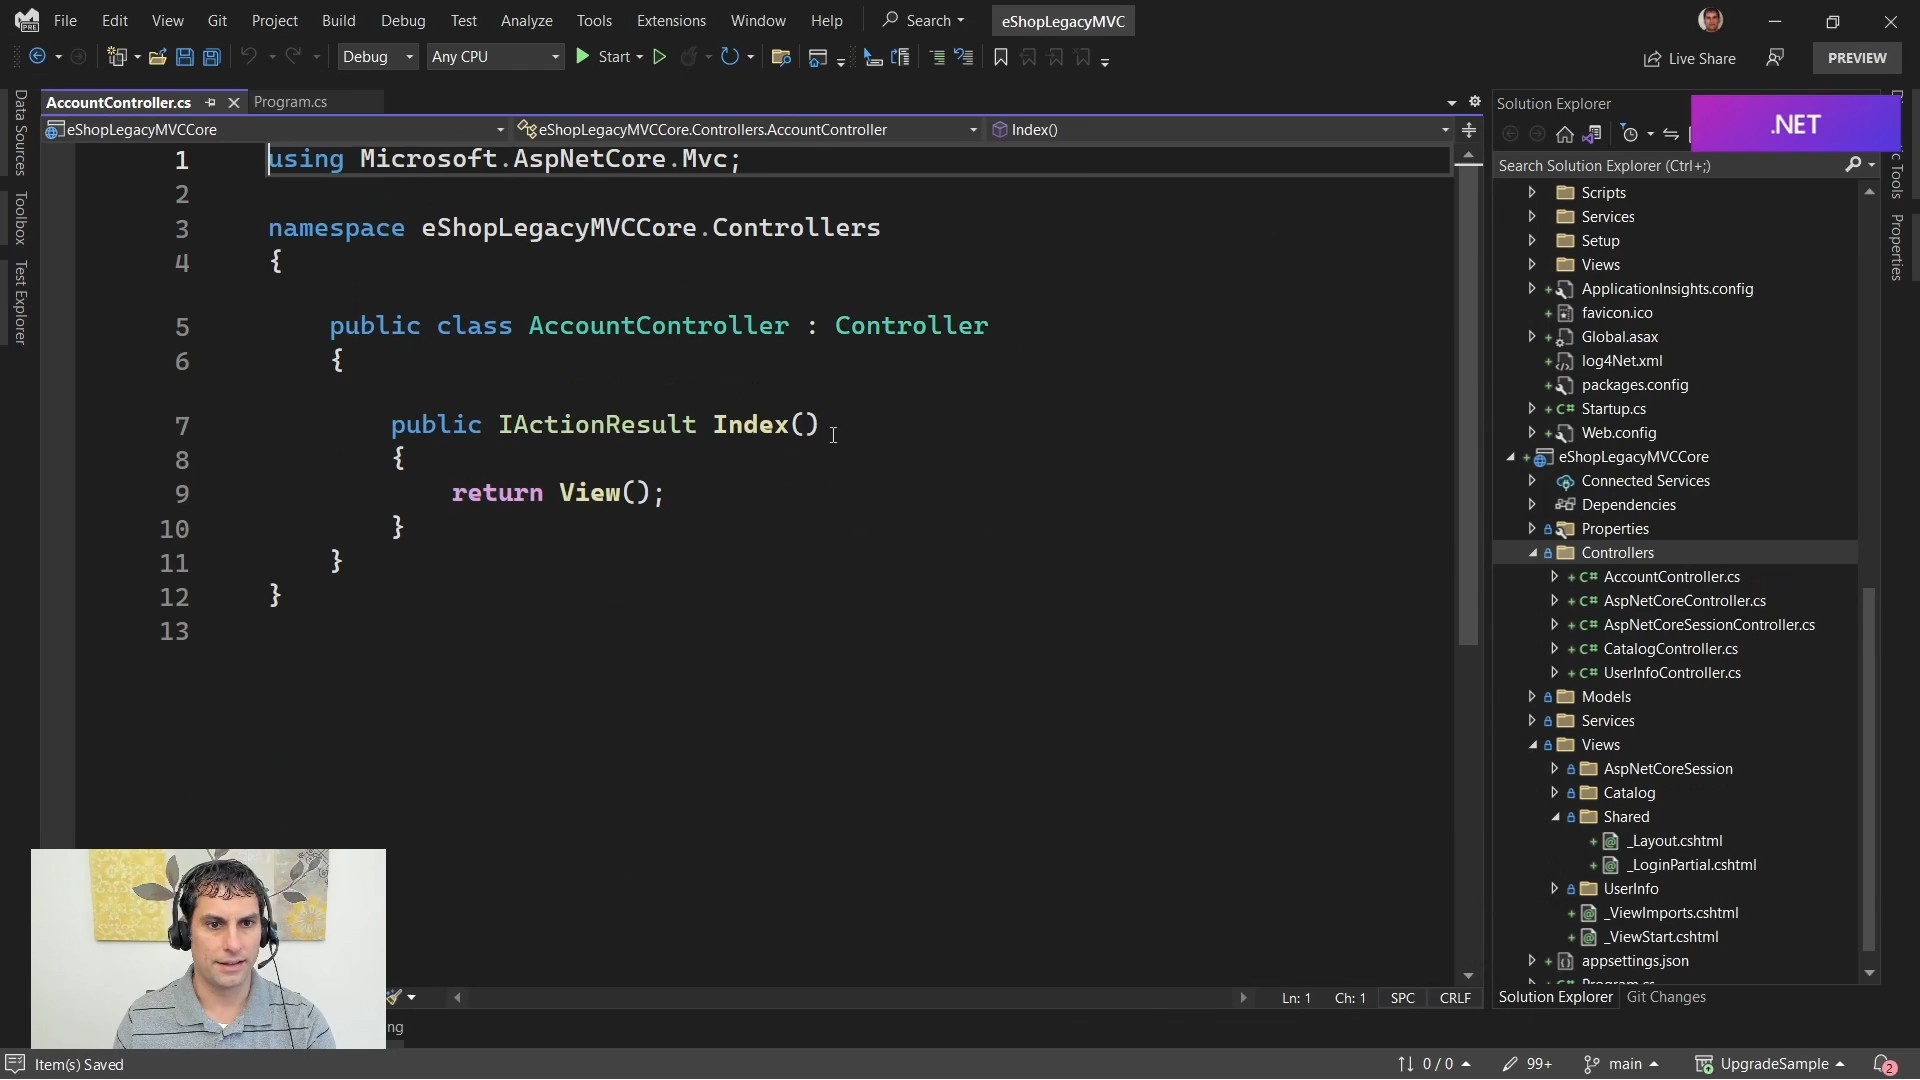 File Edit View Git Project Build Debug Test Analyze Tools Extensions Window Help Search eShopLegacyMVC
Debug Any CPU Start Live Share PREVIEW
AccountController.cs Program.cs
eShopLegacyMVCCore eShopLegacyMVCCore.Controllers.AccountController Index()
Data Sources
Toolbox
Test Explorer
1 using Microsoft.AspNetCore.Mvc;
2
3 namespace eShopLegacyMVCCore.Controllers
4 {
5 public class AccountController : Controller
6 {
7 public IActionResult Index()
8 {
9 return View();
10 }
11 }
12 }
13
Ln: 1 Ch: 1 SPC CRLF
Solution Explorer
.NET
Search Solution Explorer (Ctrl+;)
Scripts
Services
Setup
Views
ApplicationInsights.config
favicon.ico
Global.asax
log4Net.xml
packages.config
Startup.cs
Web.config
eShopLegacyMVCCore
Connected Services
Dependencies
Properties
Controllers
C# AccountController.cs
C# AspNetCoreController.cs
C# AspNetCoreSessionController.cs
C# CatalogController.cs
C# UserInfoController.cs
Models
Services
Views
AspNetCoreSession
Catalog
Shared
_Layout.cshtml
_LoginPartial.cshtml
UserInfo
_ViewImports.cshtml
_ViewStart.cshtml
appsettings.json
Solution Explorer Git Changes
Tools
Properties
Item(s) Saved 0 / 0 99+ main UpgradeSample 2